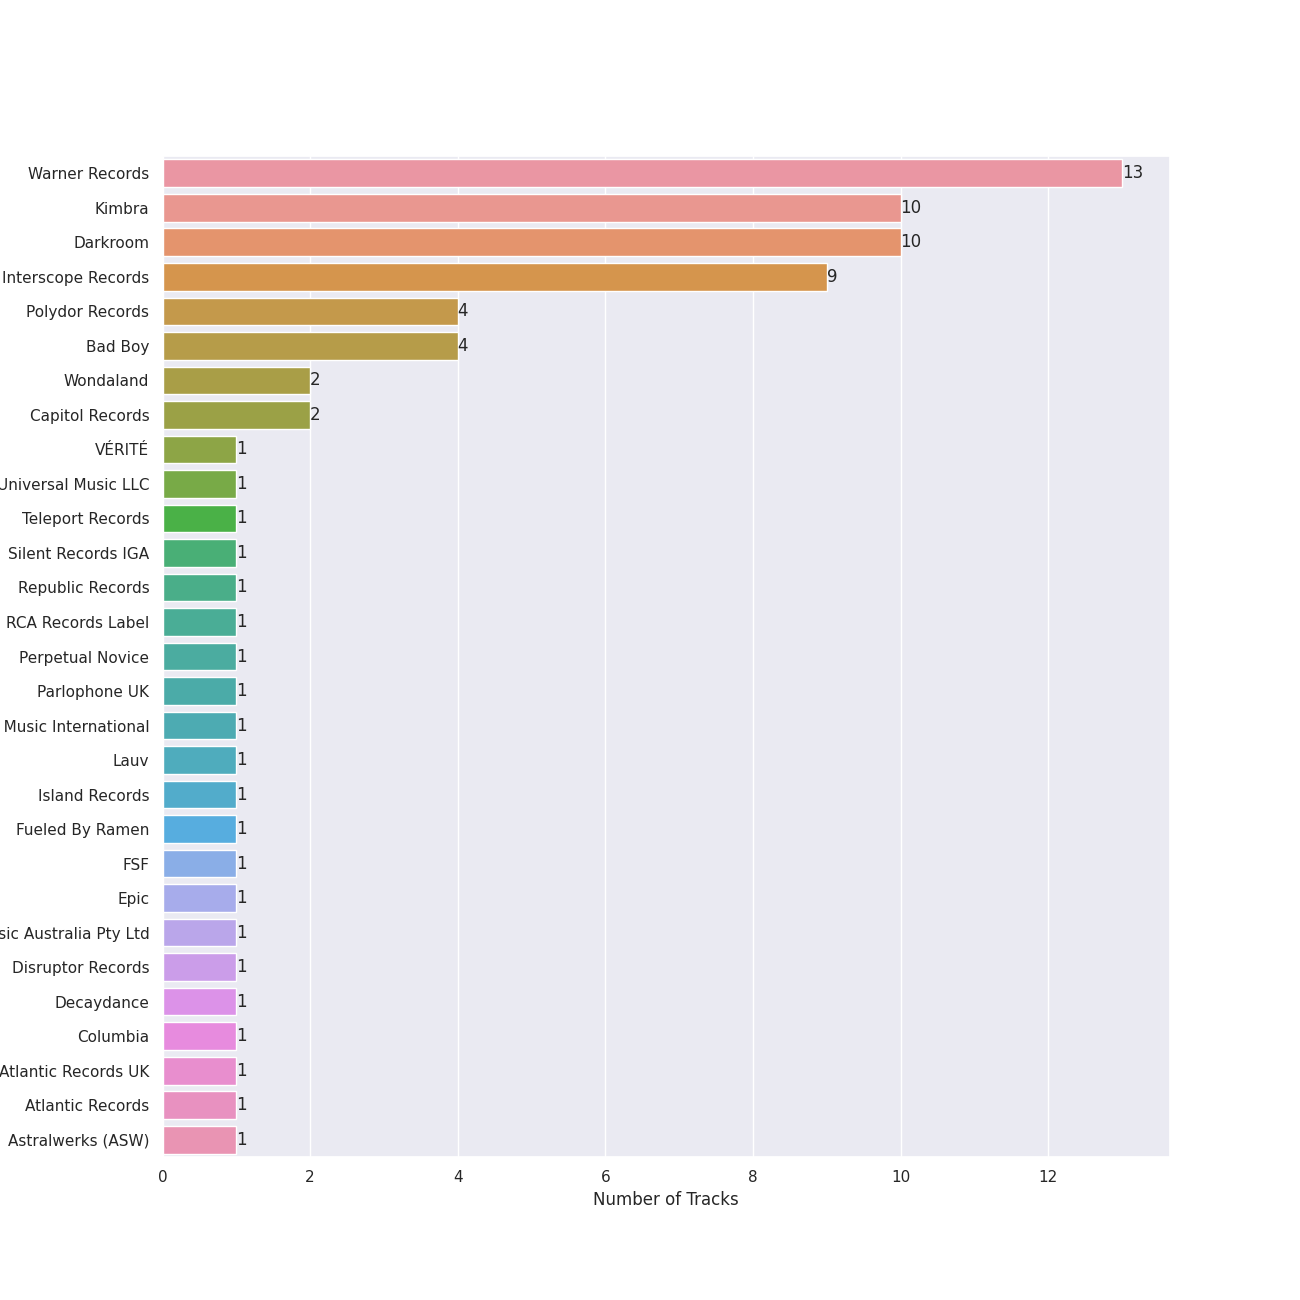 Warner Records 13
Kimbra 10
Darkroom 10
Interscope Records 9
Polydor Records 4
Bad Boy 4
Wondaland 2
Capitol Records 2
VÉRITÉ 1
Universal Music LLC 1
Teleport Records 1
Silent Records IGA 1
Republic Records 1
RCA Records Label 1
Perpetual Novice 1
Parlophone UK 1
Music International 1
Lauv 1
Island Records 1
Fueled By Ramen 1
FSF 1
Epic 1
Australia Pty Ltd 1
Disruptor Records 1
Decaydance 1
Columbia 1
Atlantic Records UK 1
Atlantic Records 1
Astralwerks (ASW) 1
0 2 4 6 8 10 12
Number of Tracks